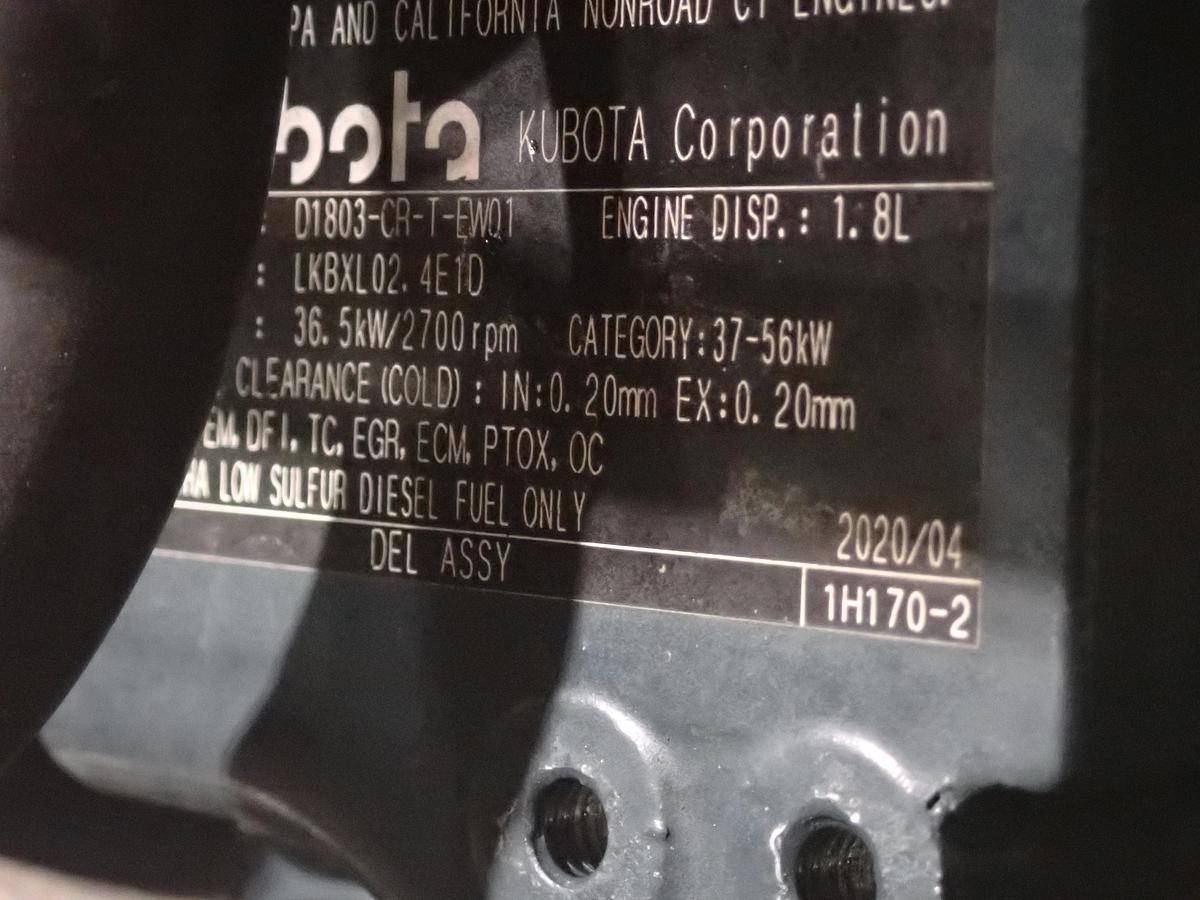 PA AND CALIFORNIA NONROAD CI ENGINES.
bota KUBOTA Corporation
: D1803-CR-T-EW01 ENGINE DISP.: 1.8L
: LKBXL02.4E1D
: 36.5kW/2700rpm CATEGORY:37-56kW
CLEARANCE(COLD): IN:0.20mm EX:0.20mm
EM, DFI, TC, EGR, ECM, PTOX, OC
LOW SULFUR DIESEL FUEL ONLY
2020/04
DEL ASSY
1H170-2